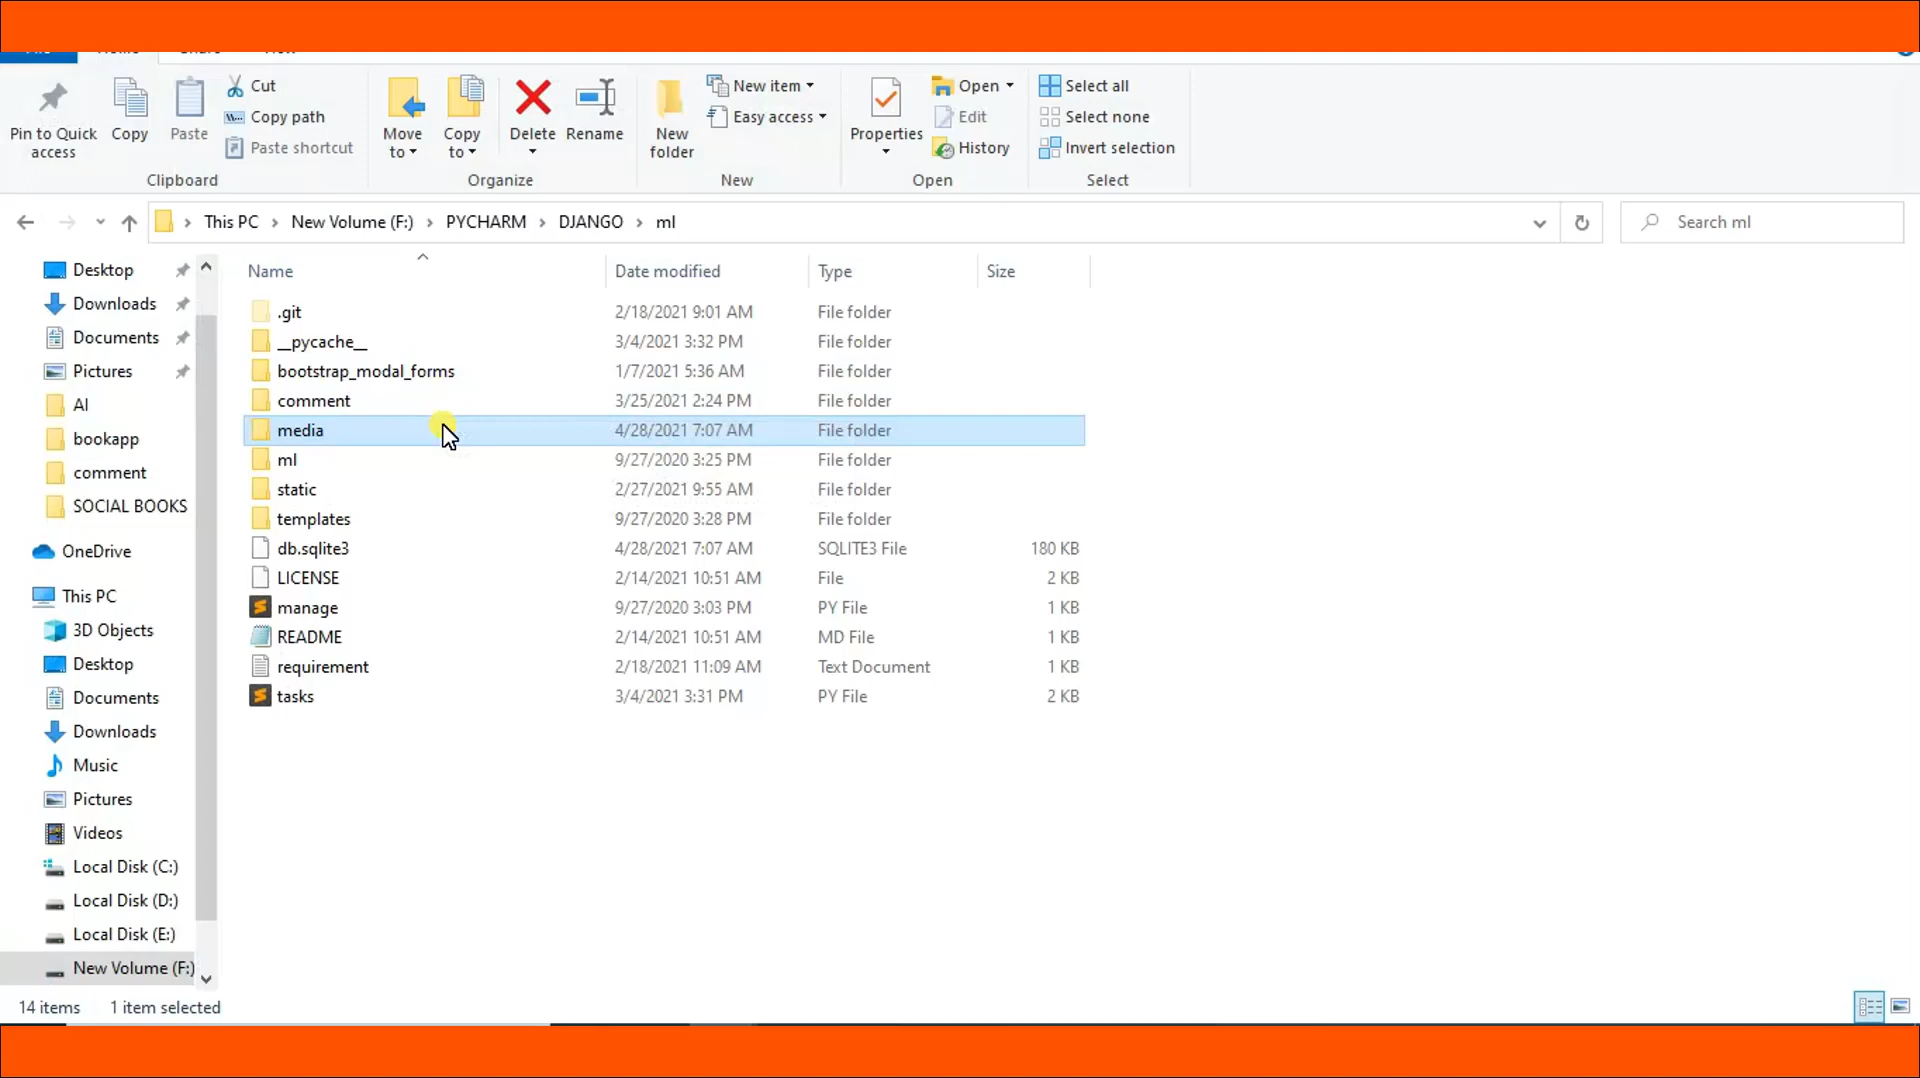 Pin to Quick access
Copy
Paste
Cut
Copy path
Paste shortcut
Clipboard
Move to
Copy to
Delete
Rename
Organize
New folder
New item
Easy access
New
Properties
Open
Edit
History
Open
Select all
Select none
Invert selection
Select
This PC > New Volume (F:) > PYCHARM > DJANGO > ml
Search ml
Desktop
Downloads
Documents
Pictures
AI
bookapp
comment
SOCIAL BOOKS
OneDrive
This PC
3D Objects
Desktop
Documents
Downloads
Music
Pictures
Videos
Local Disk (C:)
Local Disk (D:)
Local Disk (E:)
New Volume (F:)
Name Date modified Type Size
.git 2/18/2021 9:01 AM File folder
__pycache__ 3/4/2021 3:32 PM File folder
bootstrap_modal_forms 1/7/2021 5:36 AM File folder
comment 3/25/2021 2:24 PM File folder
media 4/28/2021 7:07 AM File folder
ml 9/27/2020 3:25 PM File folder
static 2/27/2021 9:55 AM File folder
templates 9/27/2020 3:28 PM File folder
db.sqlite3 4/28/2021 7:07 AM SQLITE3 File 180 KB
LICENSE 2/14/2021 10:51 AM File 2 KB
manage 9/27/2020 3:03 PM PY File 1 KB
README 2/14/2021 10:51 AM MD File 1 KB
requirement 2/18/2021 11:09 AM Text Document 1 KB
tasks 3/4/2021 3:31 PM PY File 2 KB
14 items 1 item selected